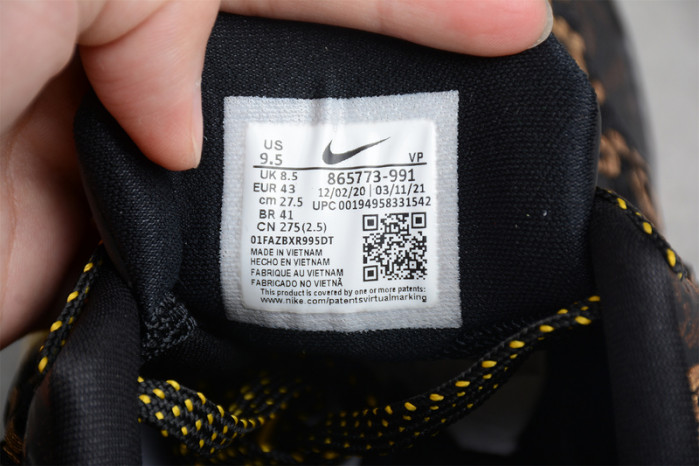 US
9.5
VP
UK 8.5
865773-991
EUR 43
12/02/20 | 03/11/21
cm 27.5
UPC 00194958331542
BR 41
CN 275(2.5)
01FAZBXR995DT
MADE IN VIETNAM
HECHO EN VIETNAM
FABRIQUE AU VIETNAM
FABRICADO NO VIETNÃ
This product is covered by one or more patents:
www.nike.com/patentsvirtualmarking